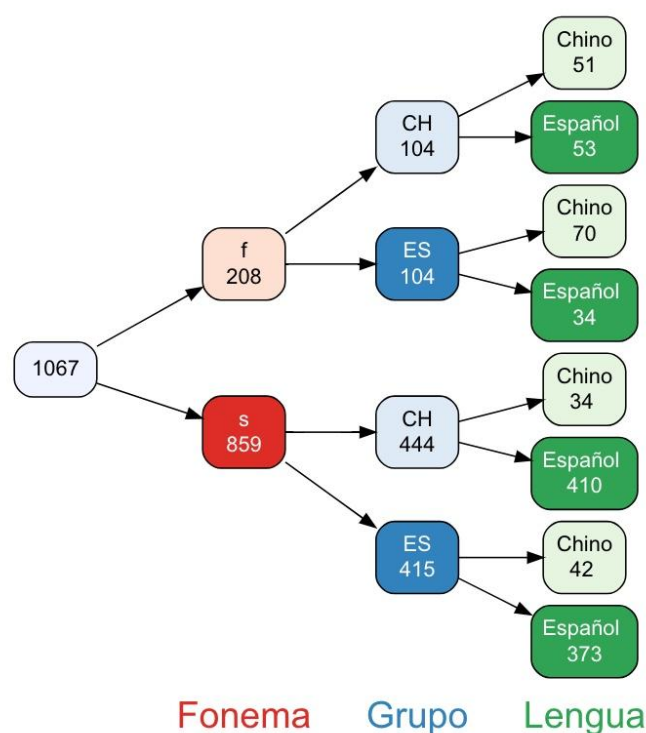 Chino
51
CH
104
Español
53
f
208
ES
104
Chino
70
Español
34
1067
s
859
CH
444
Chino
34
Español
410
ES
415
Chino
42
Español
373
Fonema Grupo Lengua